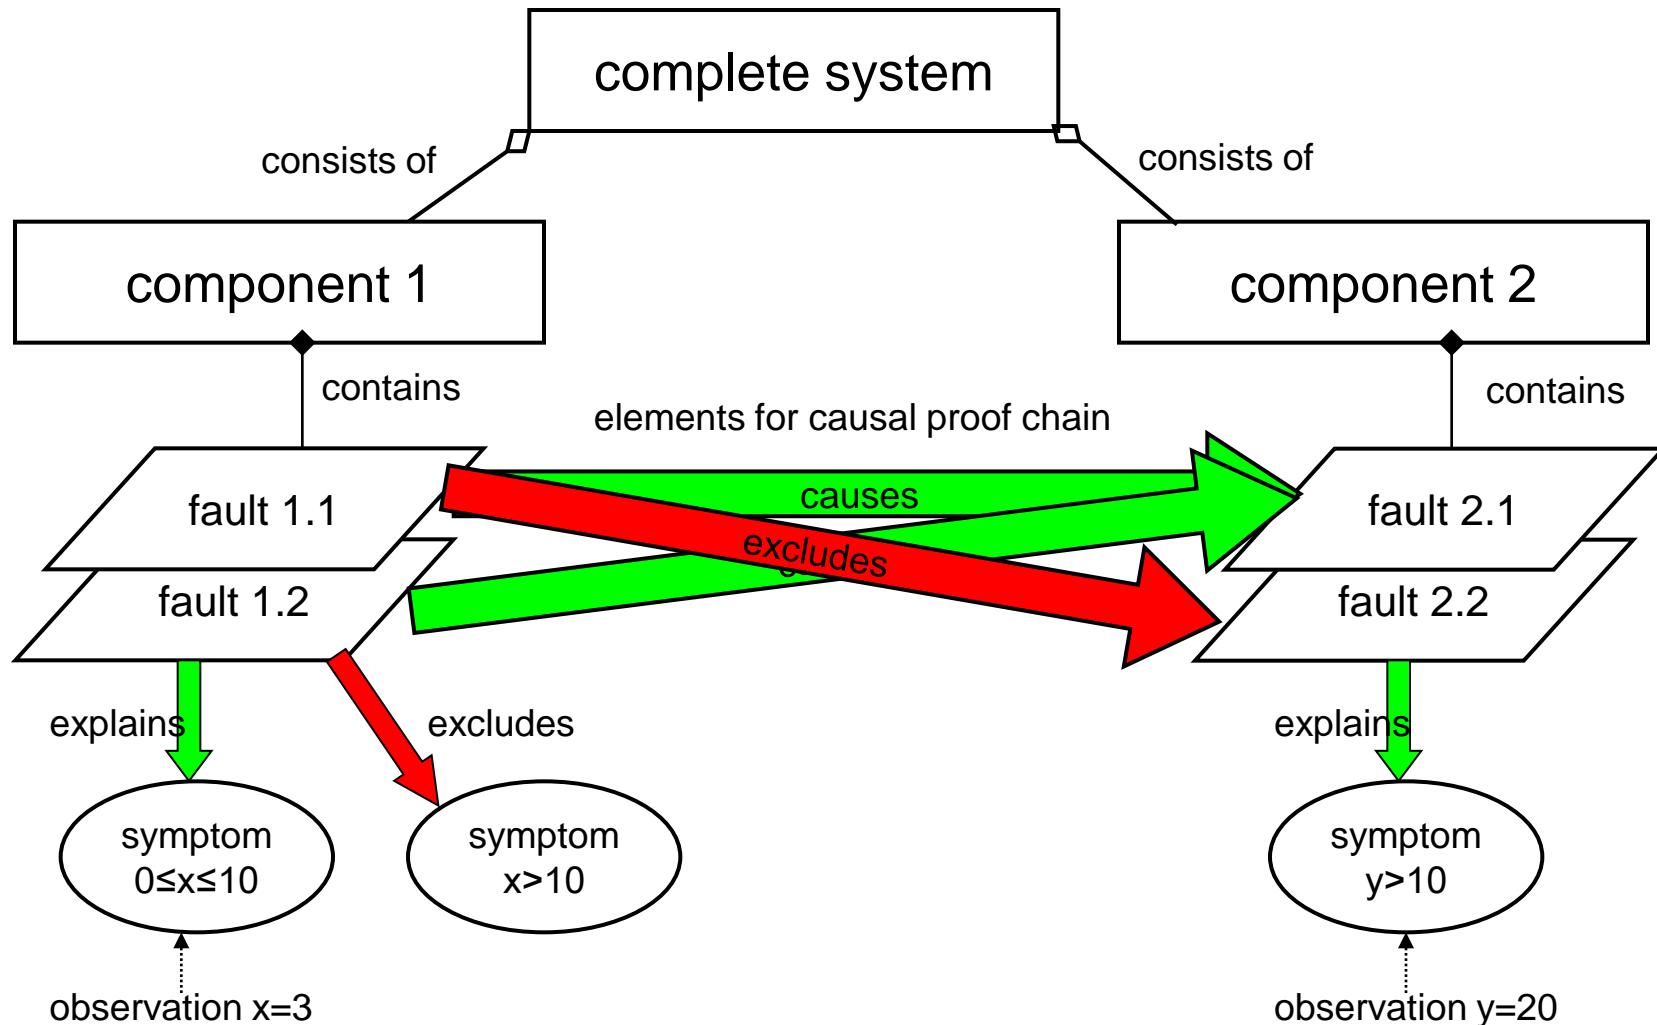 complete system
consists of
consists of
component 1
component 2
contains
contains
elements for causal proof chain
causes
fault 1.1
fault 2.1
excludes
fault 1.2
fault 2.2
explains
excludes
explains
symptom
0≤x≤10
symptom
x>10
symptom
y>10
observation x=3
observation y=20